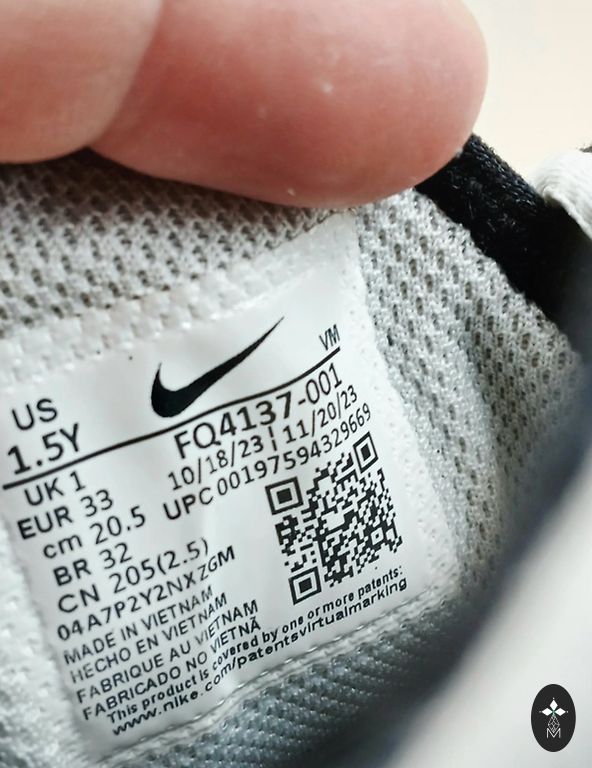 VM
US
1.5Y
FQ4137-001
UK 1
10/18/23 | 11/20/23
EUR 33
UPC 00197594329669
cm 20.5
BR 32
CN 205(2.5)
04A7P2Y2NXZGM
MADE IN VIETNAM
HECHO EN VIETNAM
FABRIQUE AU VIETNAM
FABRICADO NO VIETNÃ
This product is covered by one or more patents:
www.nike.com/patentsvirtualmarking
M